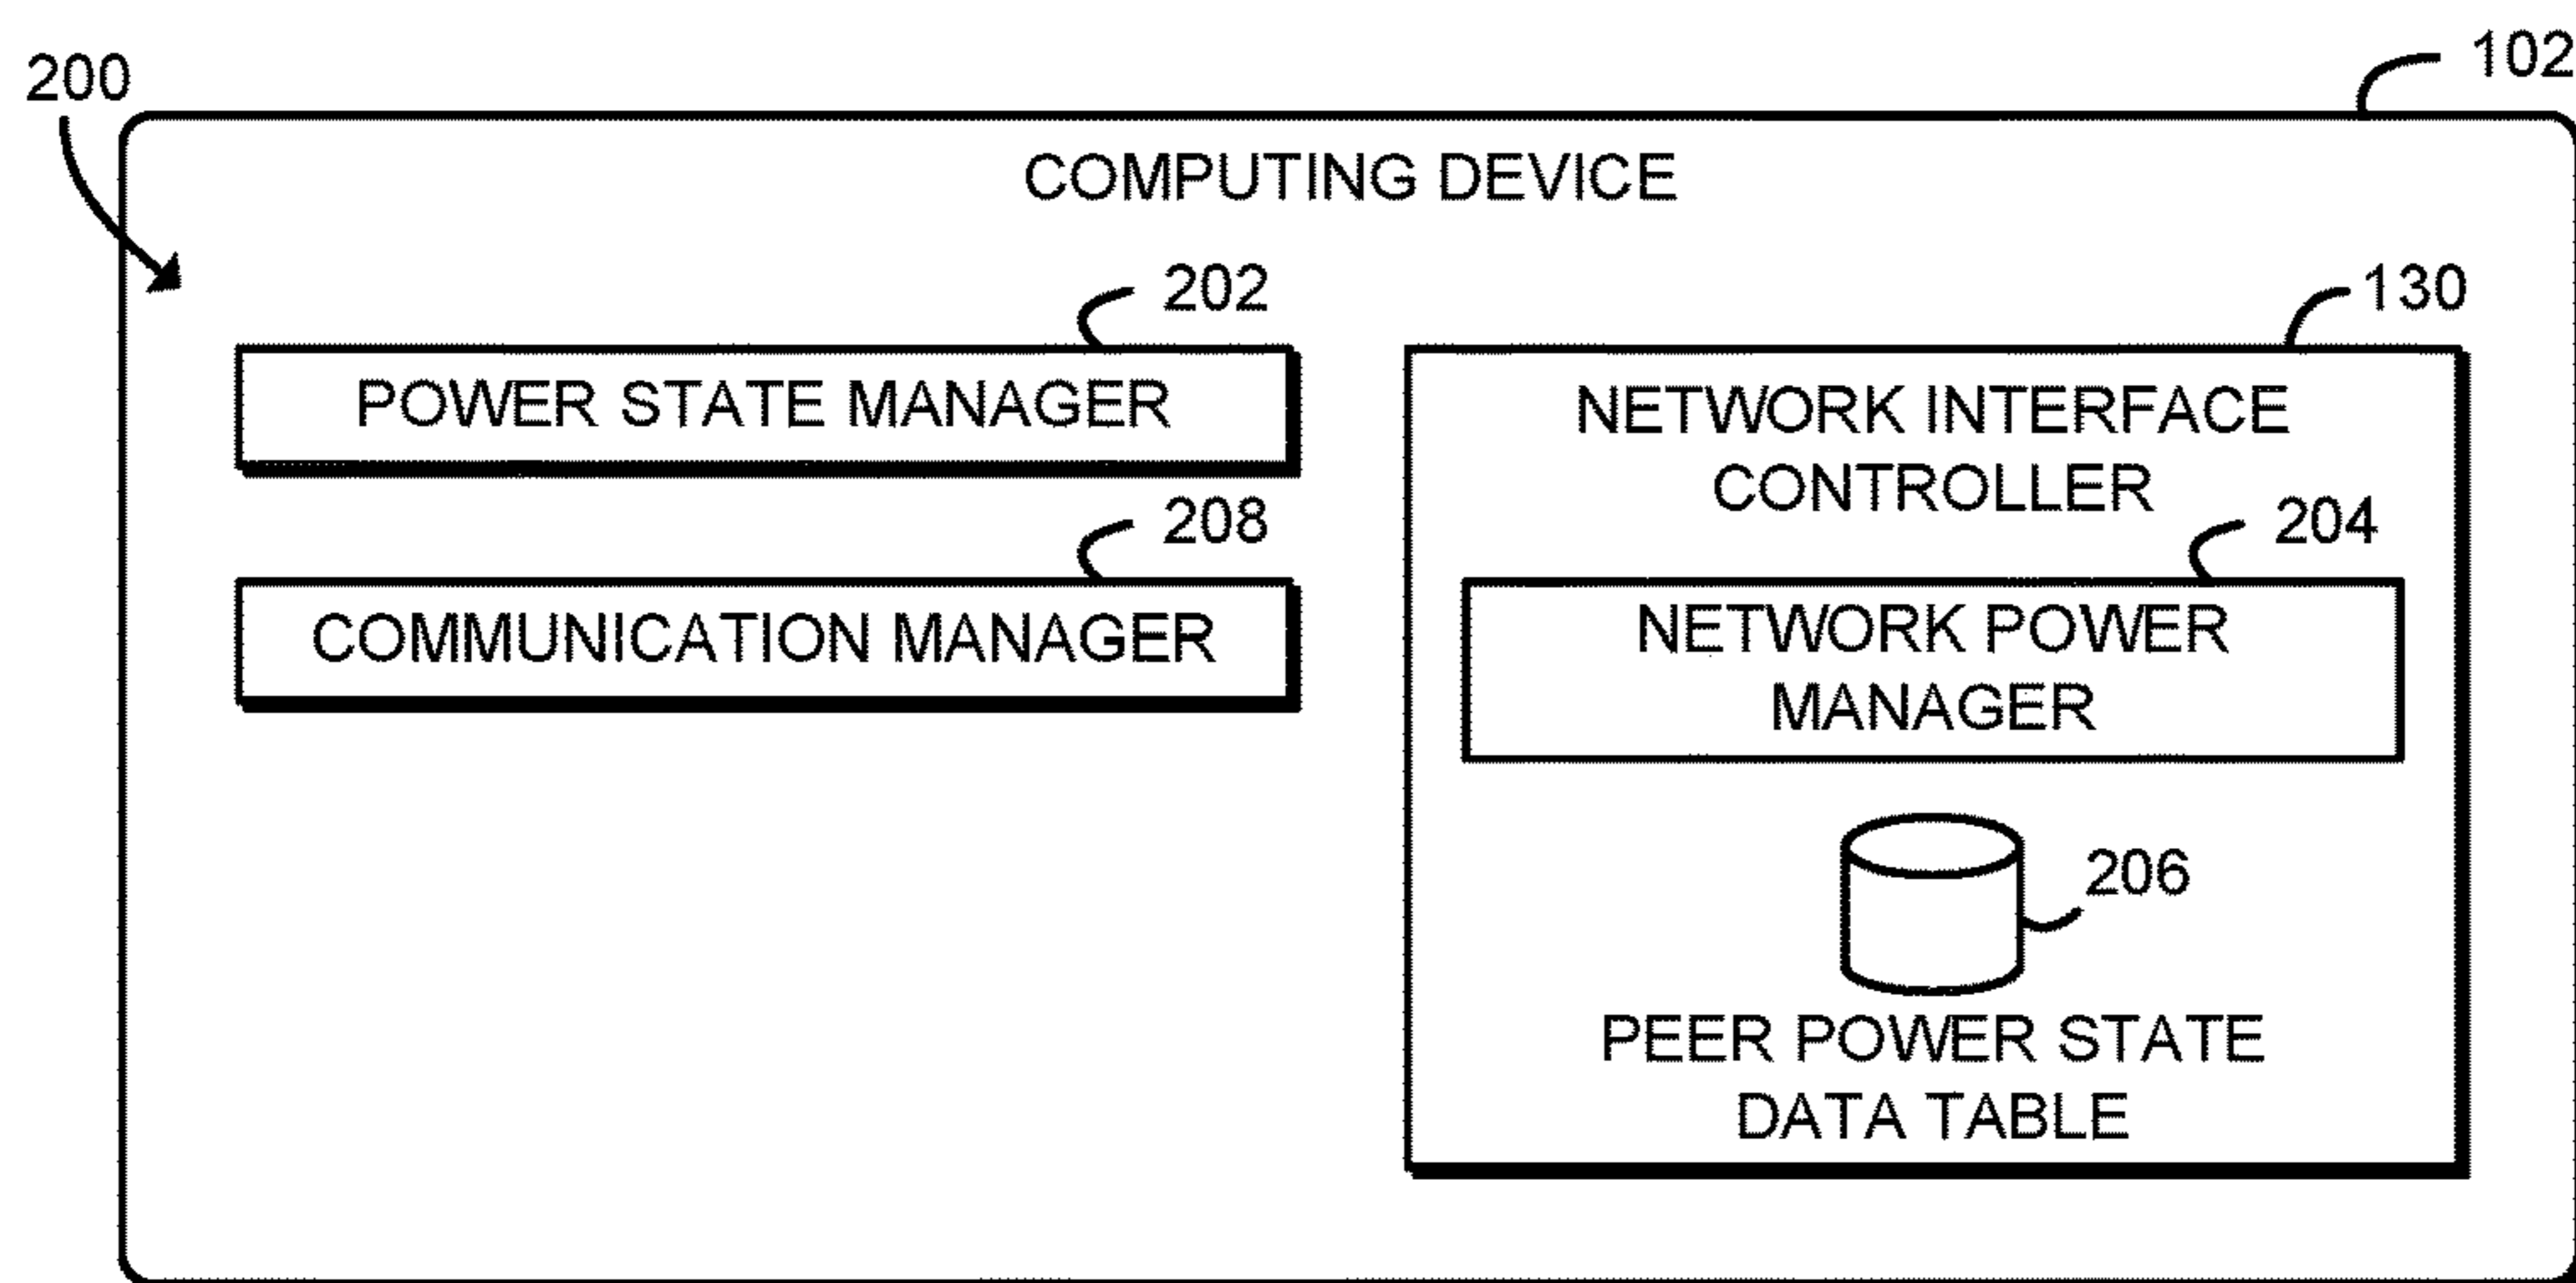 200
102
COMPUTING DEVICE
202
POWER STATE MANAGER
208
COMMUNICATION MANAGER
130
NETWORK INTERFACE
CONTROLLER
204
NETWORK POWER
MANAGER
206
PEER POWER STATE
DATA TABLE